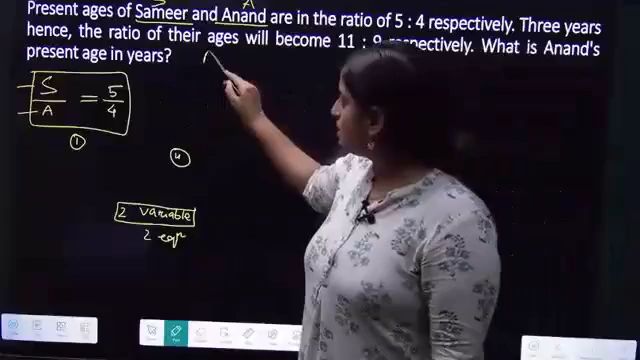 S A
Present ages of Sameer and Anand are in the ratio of 5 : 4 respectively. Three years
hence, the ratio of their ages will become 11 : 9 respectively. What is Anand's
present age in years?
S/A = 5/4
①
②
2 variable
2 eqⁿ